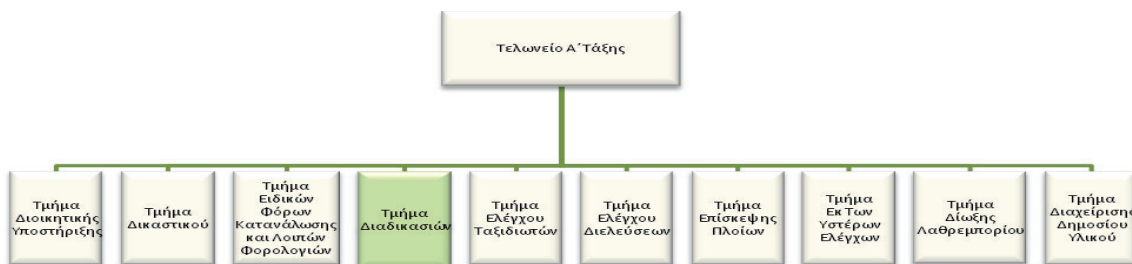 Τελωνείο Α΄ Τάξης
Τμήμα
Διοικητικής
Υποστήριξης
Τμήμα
Δικαστικού
Τμήμα
Ειδικών
Φόρων
Κατανάλωσης
και Λοιπών
Φορολογιών
Τμήμα
Διαδικασιών
Τμήμα
Ελέγχου
Ταξιδιωτών
Τμήμα
Ελέγχου
Διελεύσεων
Τμήμα
Επίσκεψης
Πλοίων
Τμήμα
Εκ Των
Υστέρων
Ελέγχων
Τμήμα
Δίωξης
Λαθρεμπορίου
Τμήμα
Διαχείρισης
Δημοσίου
Υλικού